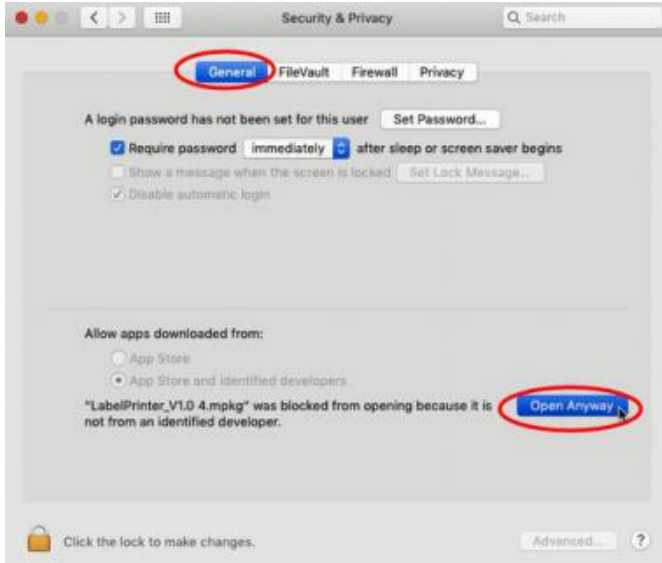 Security & Privacy
Search
General FileVault Firewall Privacy
A login password has not been set for this user Set Password...
Require password immediately after sleep or screen saver begins
Show a message when the screen is locked Set Lock Message...
Disable automatic login
Allow apps downloaded from:
App Store
App Store and identified developers
"LabelPrinter_V1.0 4.mpkg" was blocked from opening because it is Open Anyway
not from an identified developer.
Click the lock to make changes.
Advanced... ?